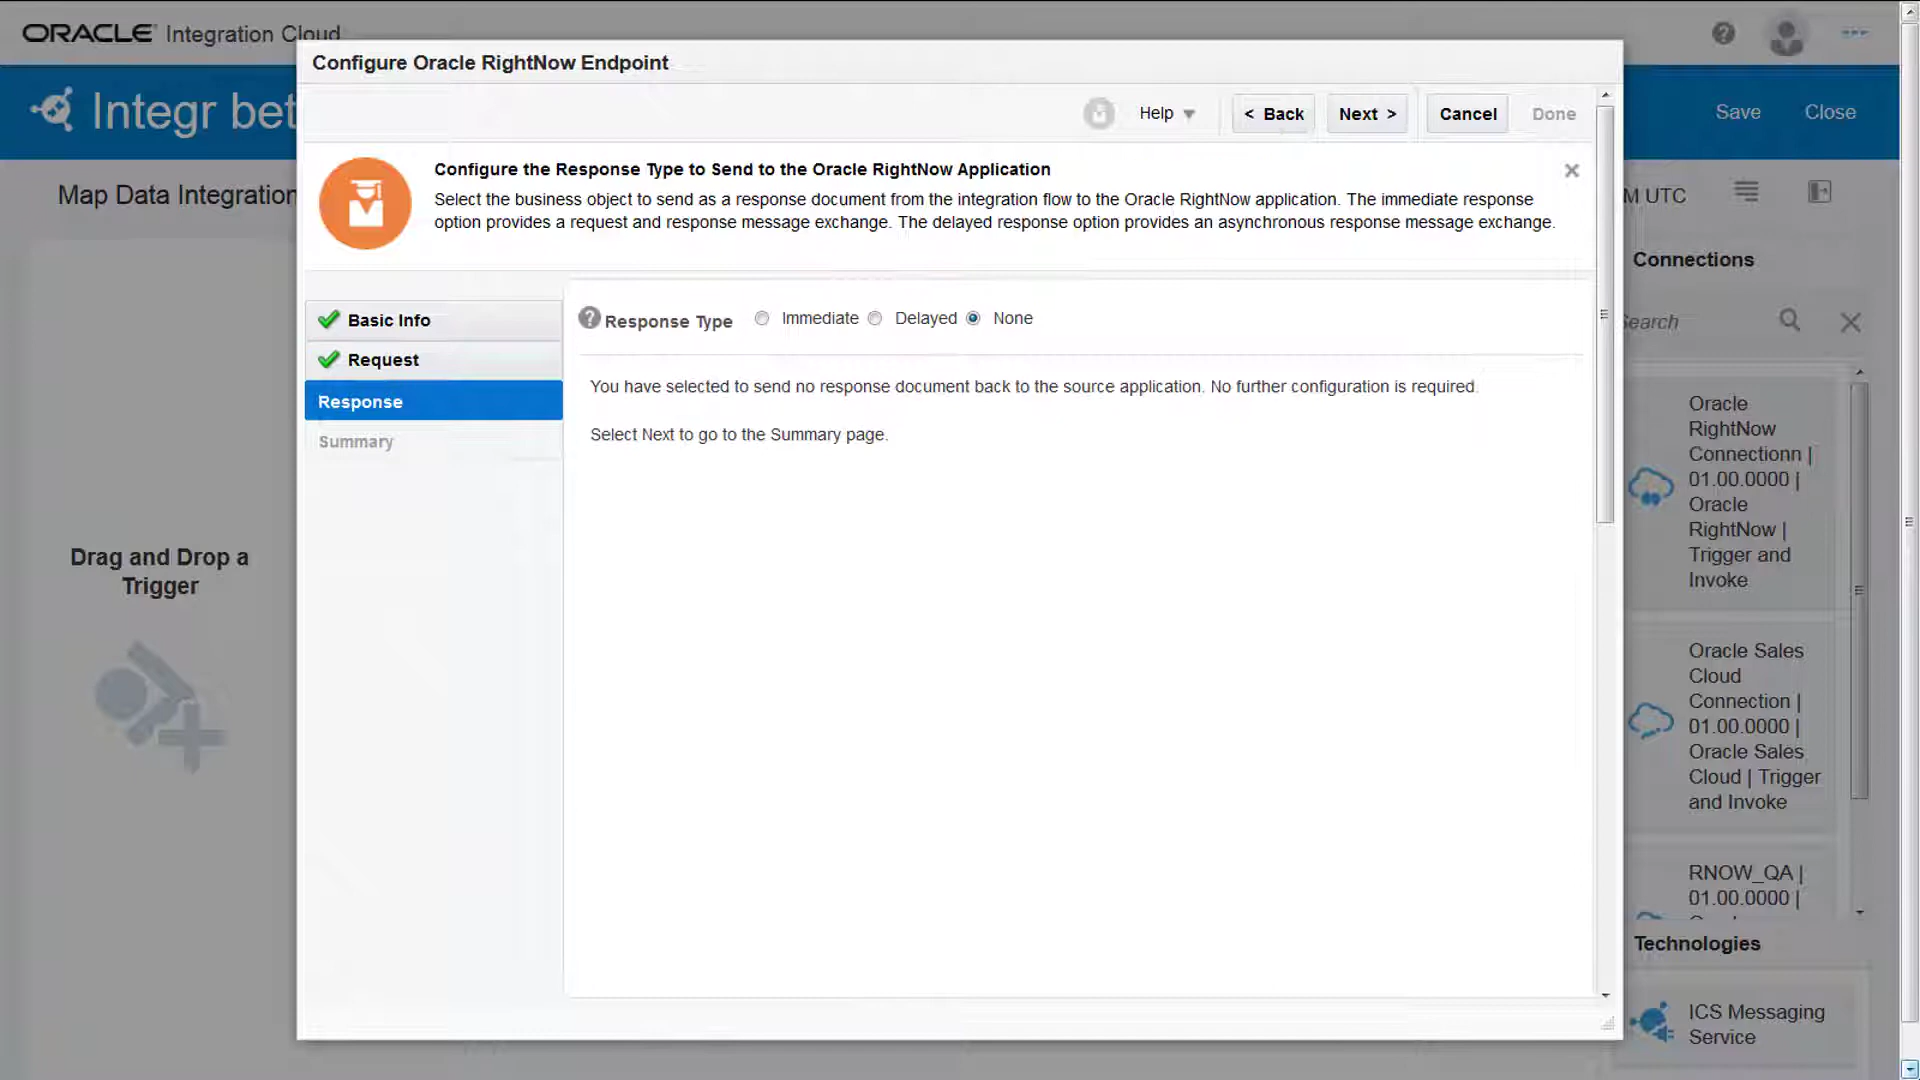 ORACLE Integration Cloud
Configure Oracle RightNow Endpoint
Integr bet
Help
< Back
Next >
Cancel
Done
Save
Close
Map Data Integration
M UTC
Configure the Response Type to Send to the Oracle RightNow Application
Select the business object to send as a response document from the integration flow to the Oracle RightNow application. The immediate response
option provides a request and response message exchange. The delayed response option provides an asynchronous response message exchange.
Basic Info
Request
Response
Summary
Response Type
Immediate
Delayed
None
You have selected to send no response document back to the source application. No further configuration is required.
Select Next to go to the Summary page.
Drag and Drop a
Trigger
Connections
Search
Oracle
RightNow
Connectionn |
01.00.0000 |
Oracle
RightNow |
Trigger and
Invoke
Oracle Sales
Cloud
Connection |
01.00.0000 |
Oracle Sales
Cloud | Trigger
and Invoke
RNOW_QA |
01.00.0000 |
Technologies
ICS Messaging
Service